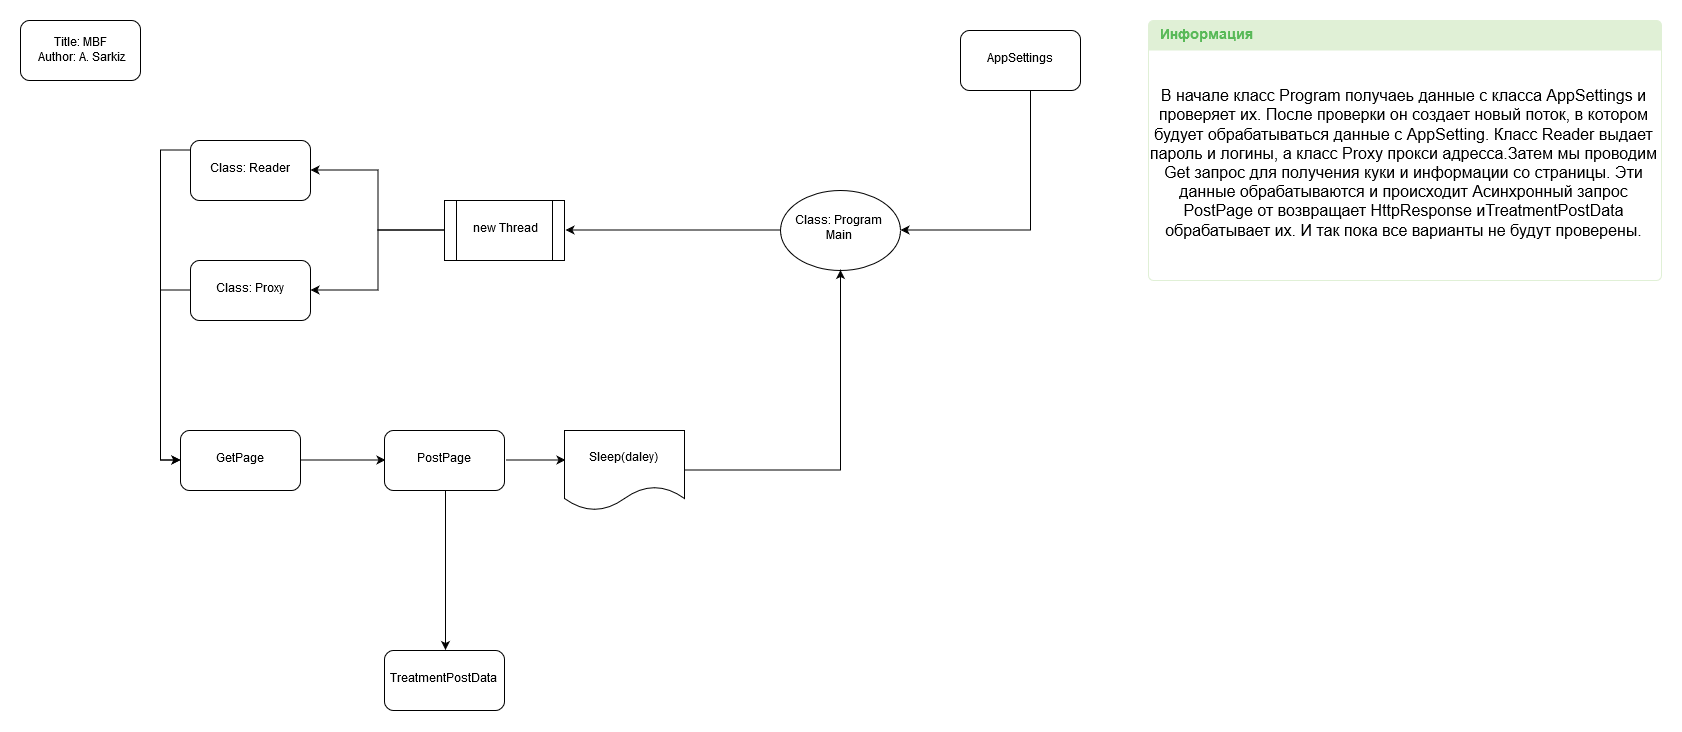 Title: MBF
Author: A. Sarkiz
AppSettings
Class: Reader
new Thread
Class: Program
Main
Class: Proxy
GetPage
PostPage
Sleep(daley)
TreatmentPostData
Информация
В начале класс Program получаеь данные с класса AppSettings и
проверяет их. После проверки он создает новый поток, в котором
будует обрабатываться данные с AppSetting. Класс Reader выдает
пароль и логины, а класс Proxy прокси адресса.Затем мы проводим
Get запрос для получения куки и информации со страницы. Эти
данные обрабатываются и происходит Асинхронный запрос
PostPage от возвращает HttpResponse иTreatmentPostData
обрабатывает их. И так пока все варианты не будут проверены.